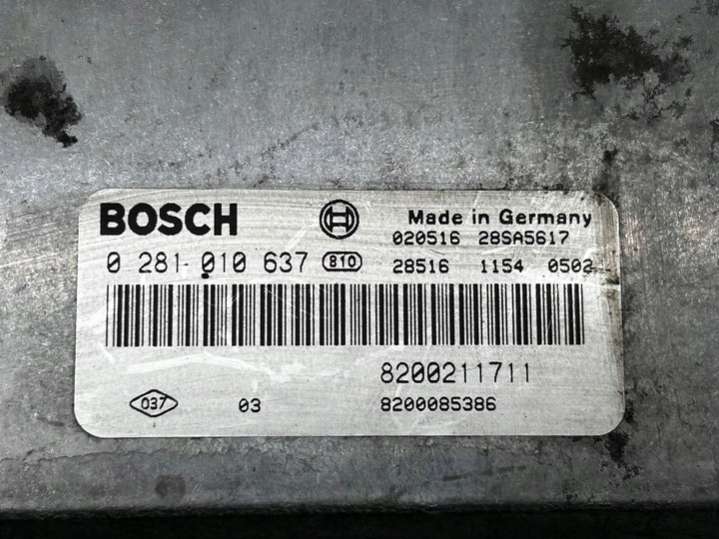 BOSCH
Made in Germany
020516 28SA5617
0 281 010 637 810
28516 1154 0502
8200211711
037 03 8200085386